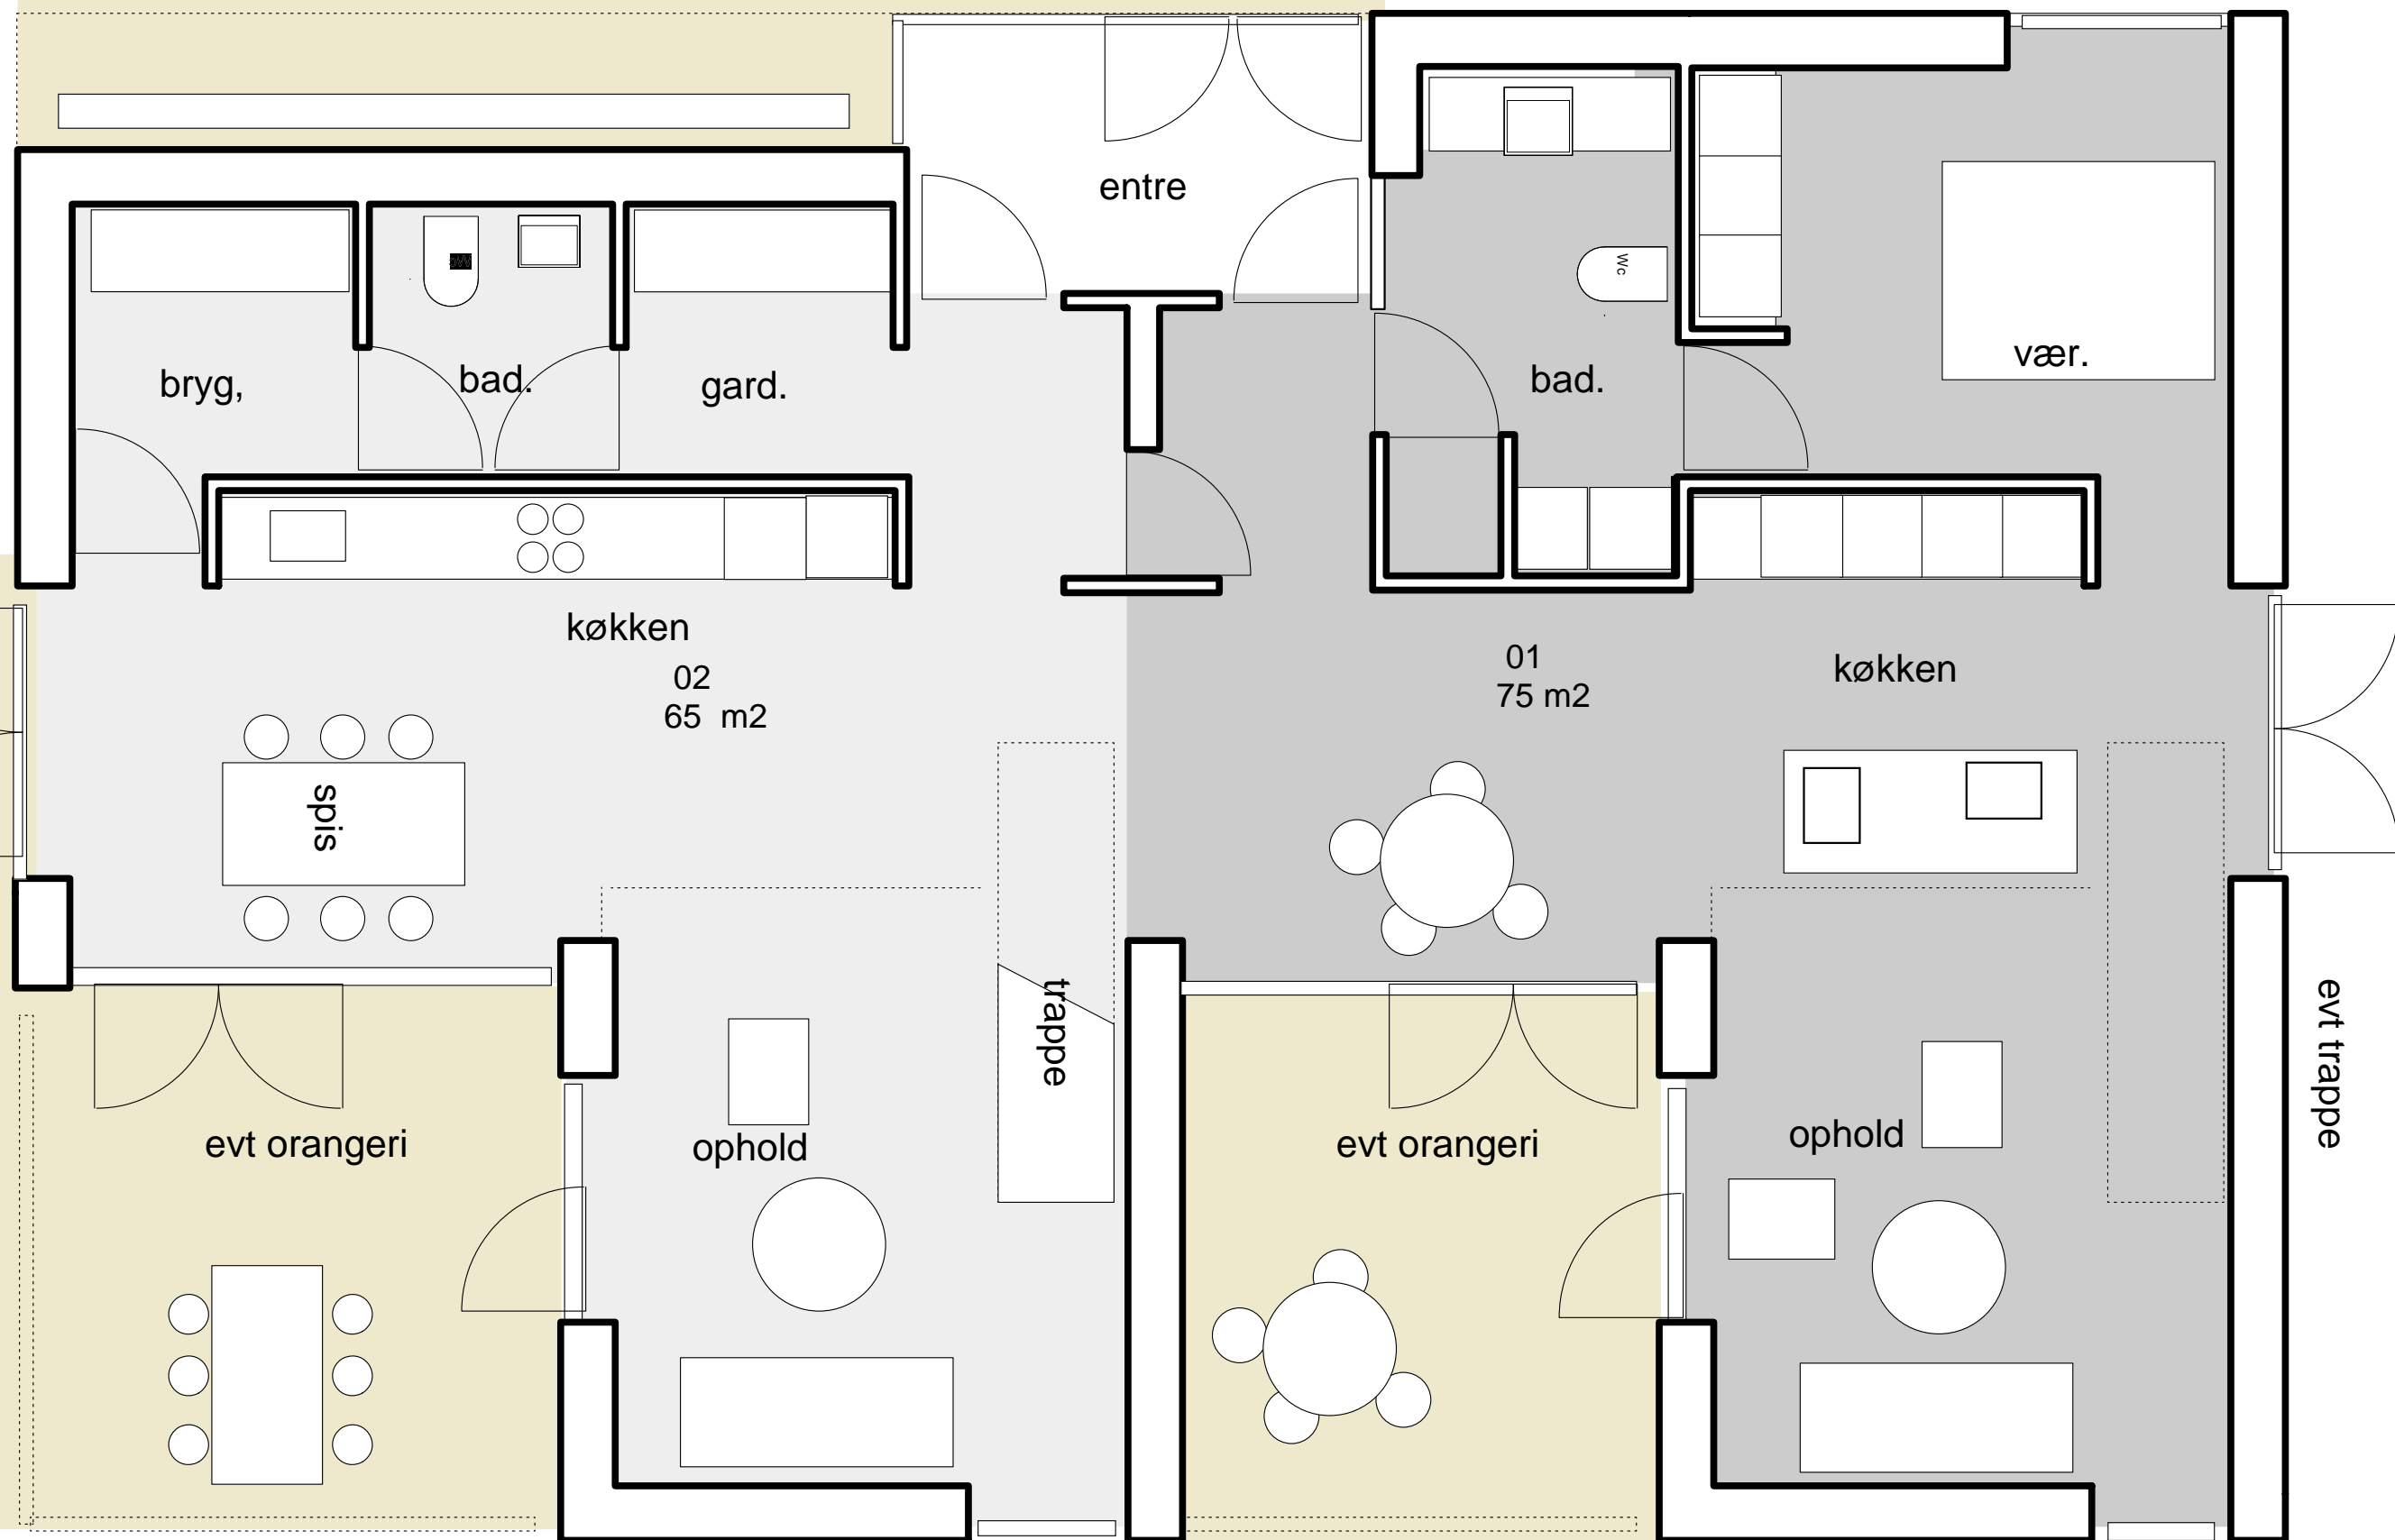 entre
Wc
vær.
bryg,
bad.
gard.
bad.
køkken
02
65 m2
01
75 m2
køkken
spis
trappe
evt trappe
evt orangeri
ophold
evt orangeri
ophold